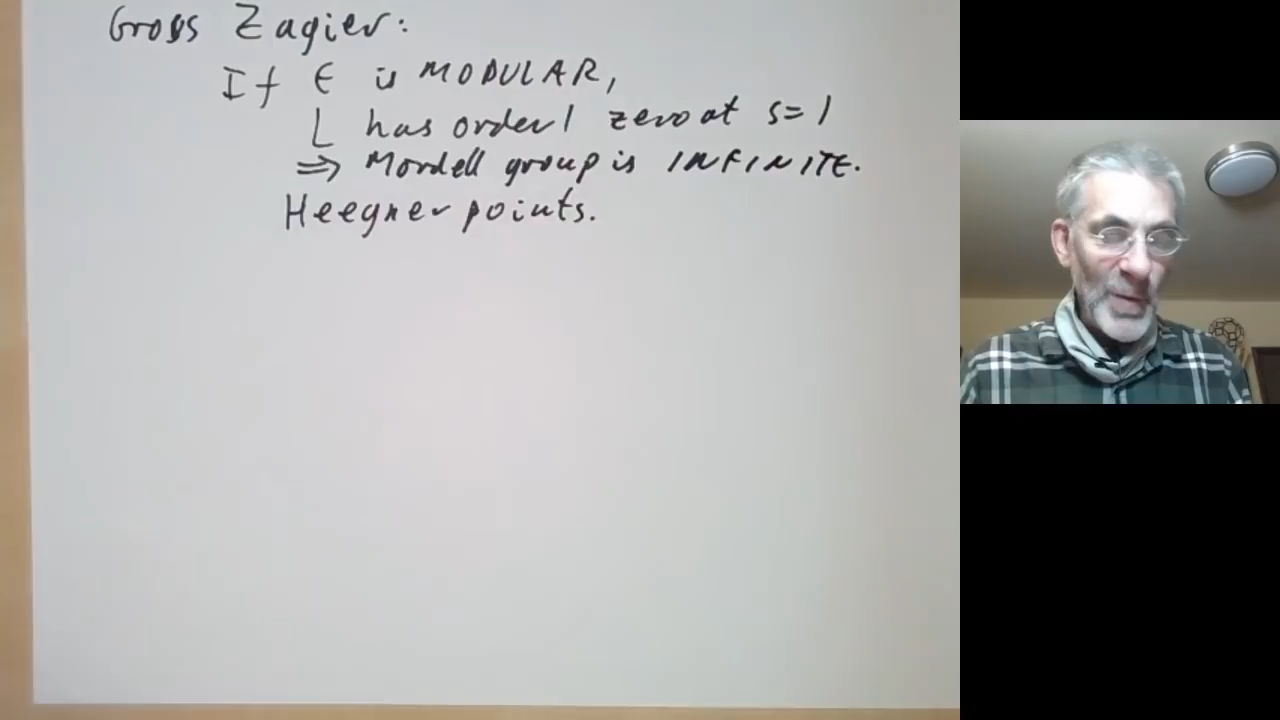 Gross Zagier:
If E is MODULAR,
L has order 1 zero at s=1
⇒ Mordell group is INFINITE.
Heegner points.